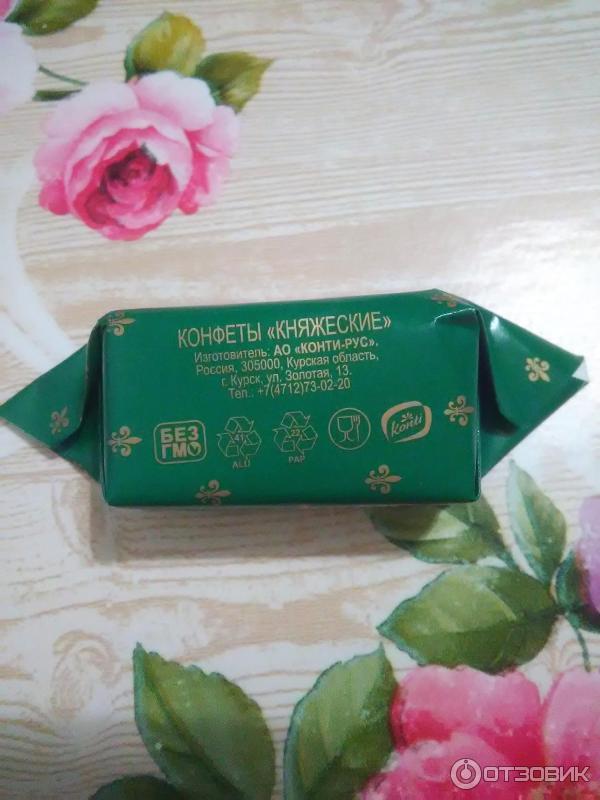 КОНФЕТЫ «КНЯЖЕСКИЕ»
Изготовитель: АО «КОНТИ-РУС».
Россия, 305000, Курская область,
г. Курск, ул. Золотая, 13.
Тел.: +7(4712)73-02-20
БЕЗ
ГМО
41
ALU
22
PAP
Konti
ОТЗОВИК